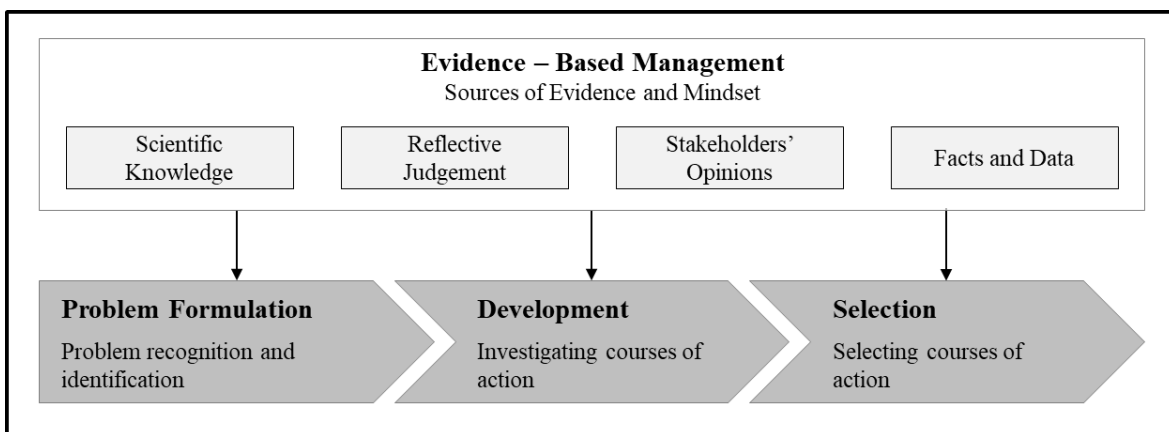 Evidence – Based Management
Sources of Evidence and Mindset
Scientific
Knowledge
Reflective
Judgement
Stakeholders’
Opinions
Facts and Data
Problem Formulation
Problem recognition and
identification
Development
Investigating courses of
action
Selection
Selecting courses of
action